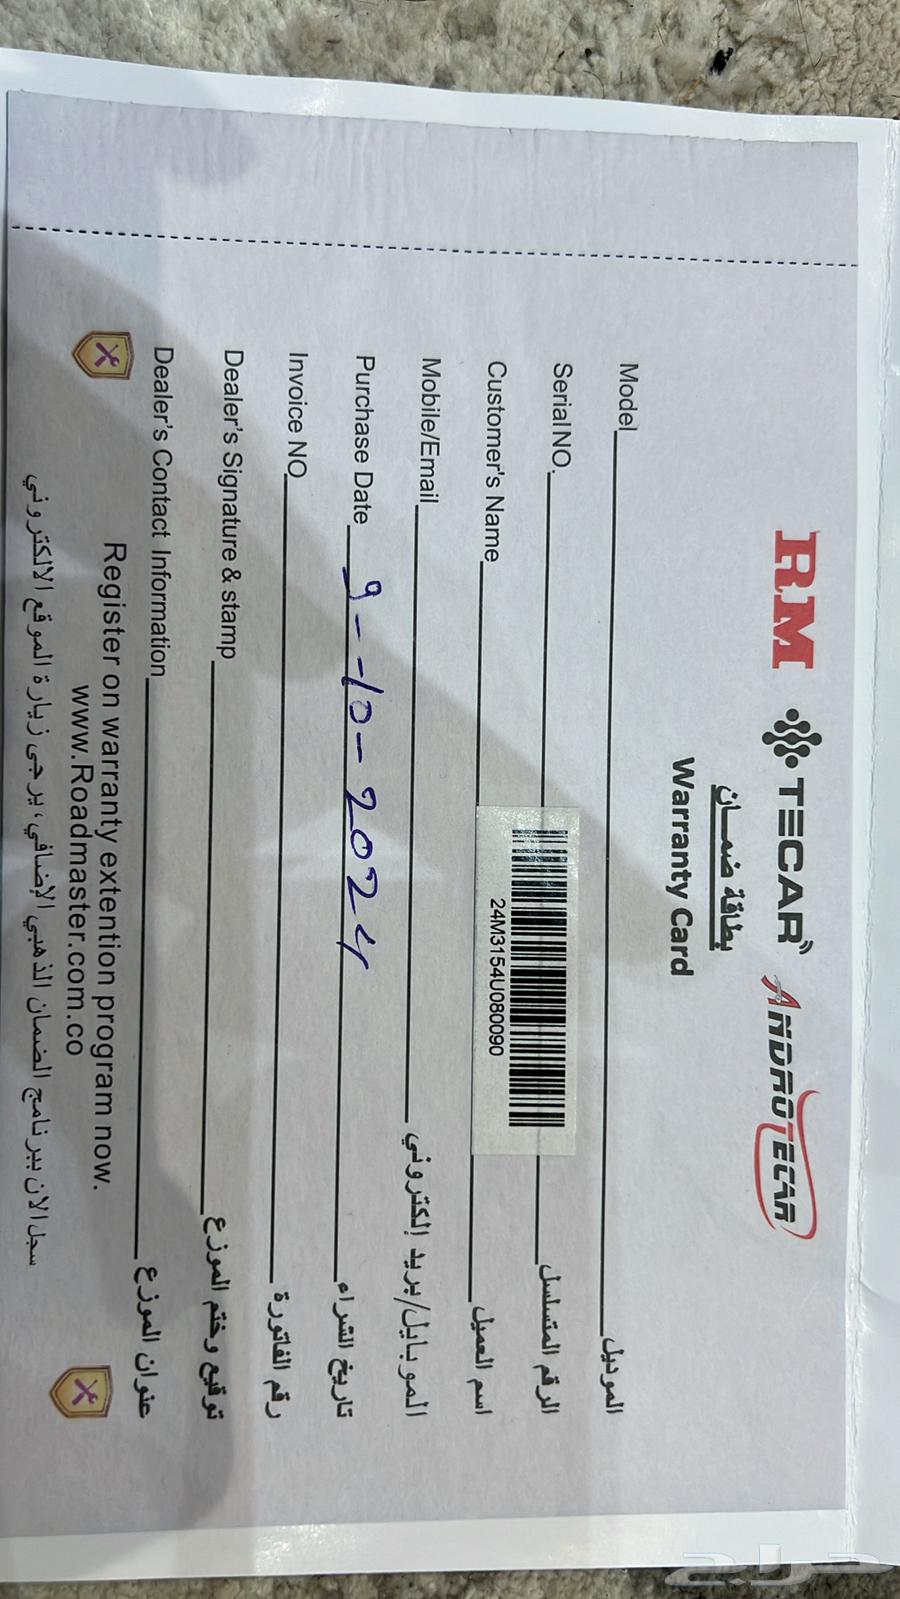 RM TECAR ANDROTECAR
بطاقة ضمان
Warranty Card
Model الموديل
Serial NO. الرقم المتسلسل
24M3154U080090
Customer's Name اسم العميل
Mobile/Email الموبايل/بريد إلكتروني
Purchase Date 9-10-2024 تاريخ الشراء
Invoice NO رقم الفاتورة
Dealer's Signature & stamp توقيع وختم الموزع
Dealer's Contact Information عنوان الموزع
Register on warranty extention program now.
www.Roadmaster.com.co
سجل الان ببرنامج الضمان الذهبي الإضافي، يرجى زيارة الموقع الالكتروني
حراج